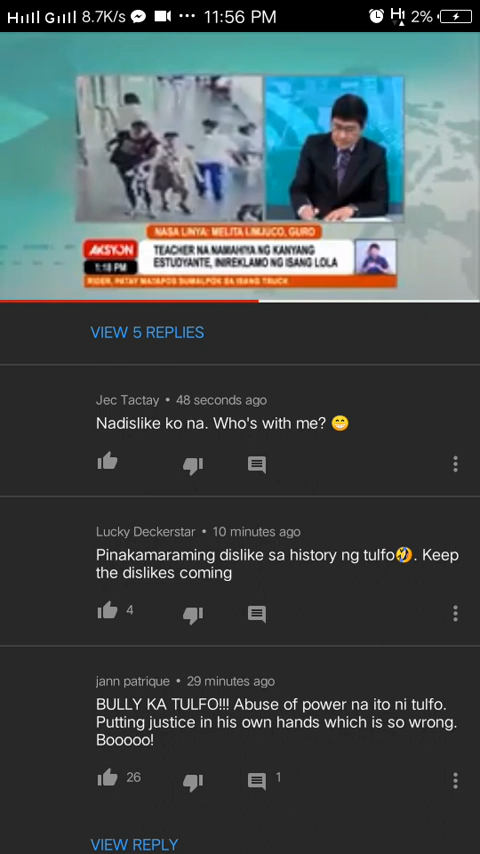 8.7K/s 11:56 PM 2%
NASA LINYA: MELITA LIMJUCO, GURO
AKSYON
1:18 PM
TEACHER NA NAMAHIYA NG KANYANG
ESTUDYANTE, INIREKLAMO NG ISANG LOLA
RIDER, PATAY MATAPOS SUMALPOK SA ISANG TRUCK
VIEW 5 REPLIES
Jec Tactay • 48 seconds ago
Nadislike ko na. Who's with me? 😁
Lucky Deckerstar • 10 minutes ago
Pinakamaraming dislike sa history ng tulfo🤣. Keep
the dislikes coming
4
jann patrique • 29 minutes ago
BULLY KA TULFO!!! Abuse of power na ito ni tulfo.
Putting justice in his own hands which is so wrong.
Booooo!
26 1
VIEW REPLY